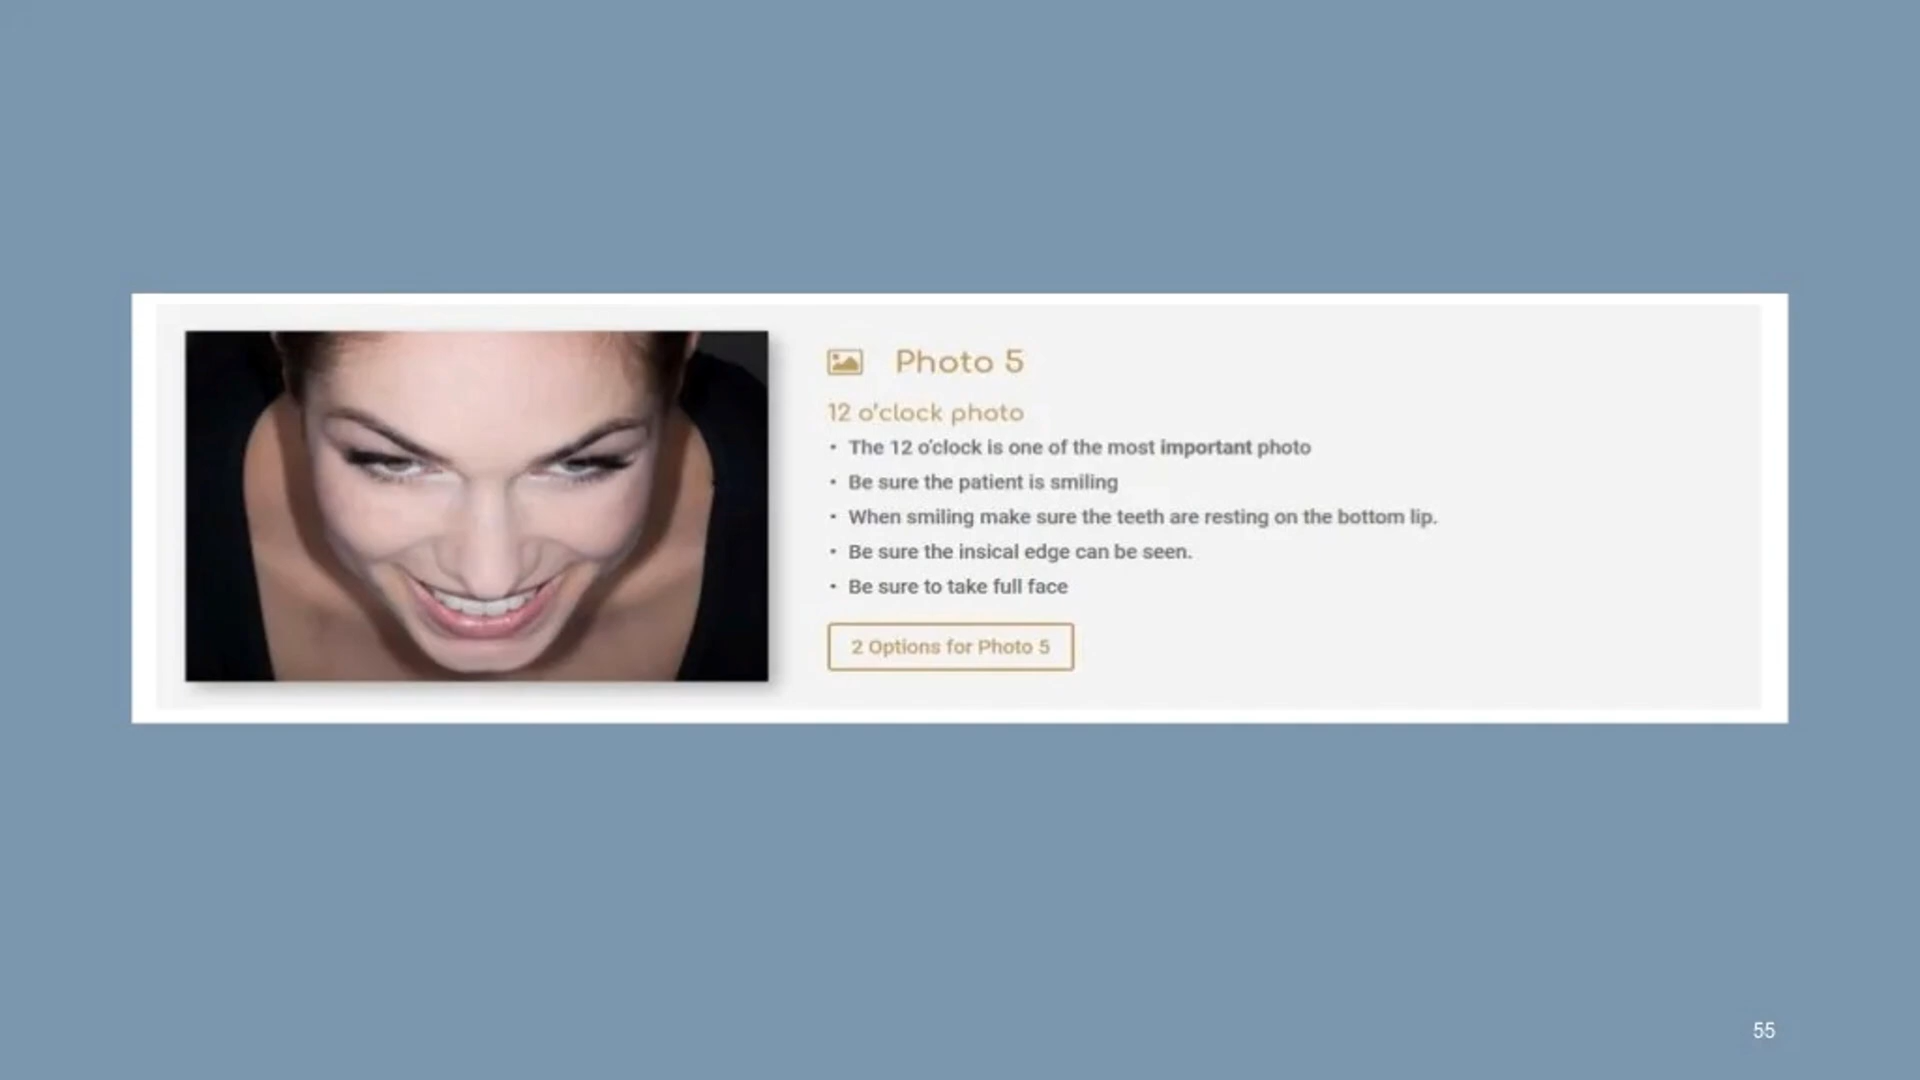 Photo 5
12 o'clock photo
• The 12 o'clock is one of the most important photo
• Be sure the patient is smiling
• When smiling make sure the teeth are resting on the bottom lip.
• Be sure the insical edge can be seen.
• Be sure to take full face
2 Options for Photo 5
55